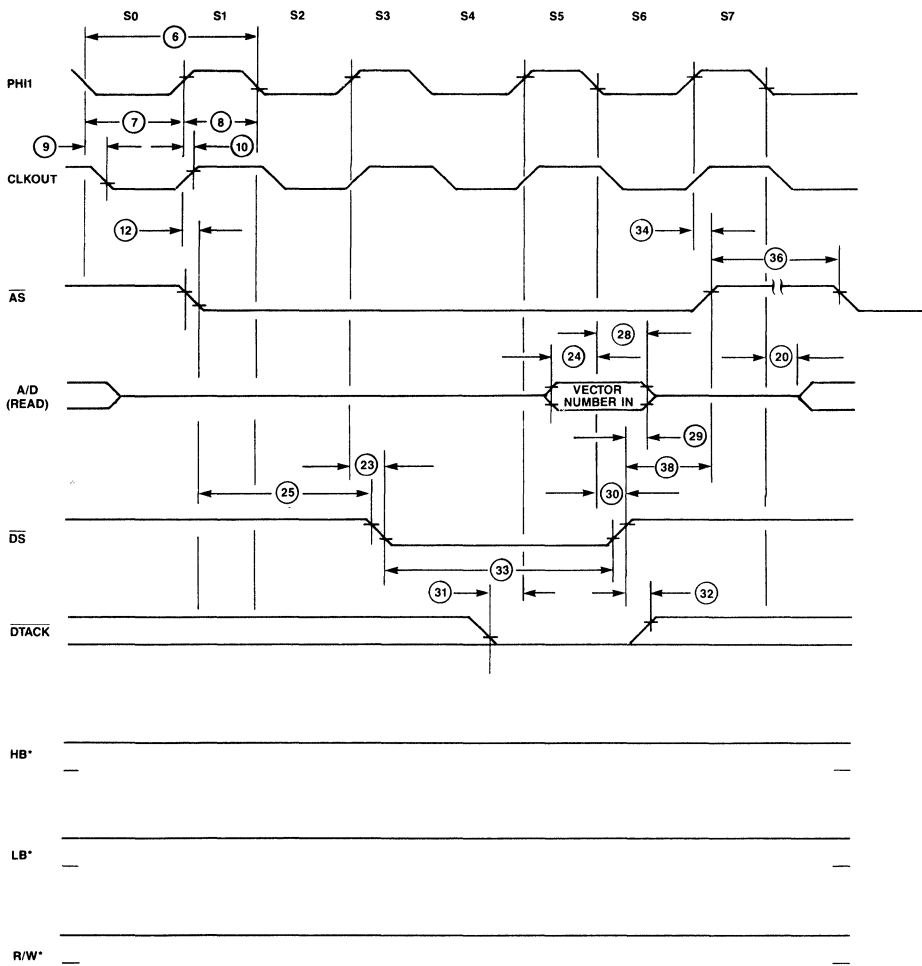 S0 S1 S2 S3 S4 S5 S6 S7
6
PHI1
7 8
9 10
CLKOUT
12 34
36
AS
28
24 20
A/D
(READ)
VECTOR
NUMBER IN
29
23 38
25 30
DS
33
31 32
DTACK
HB*
LB*
R/W*